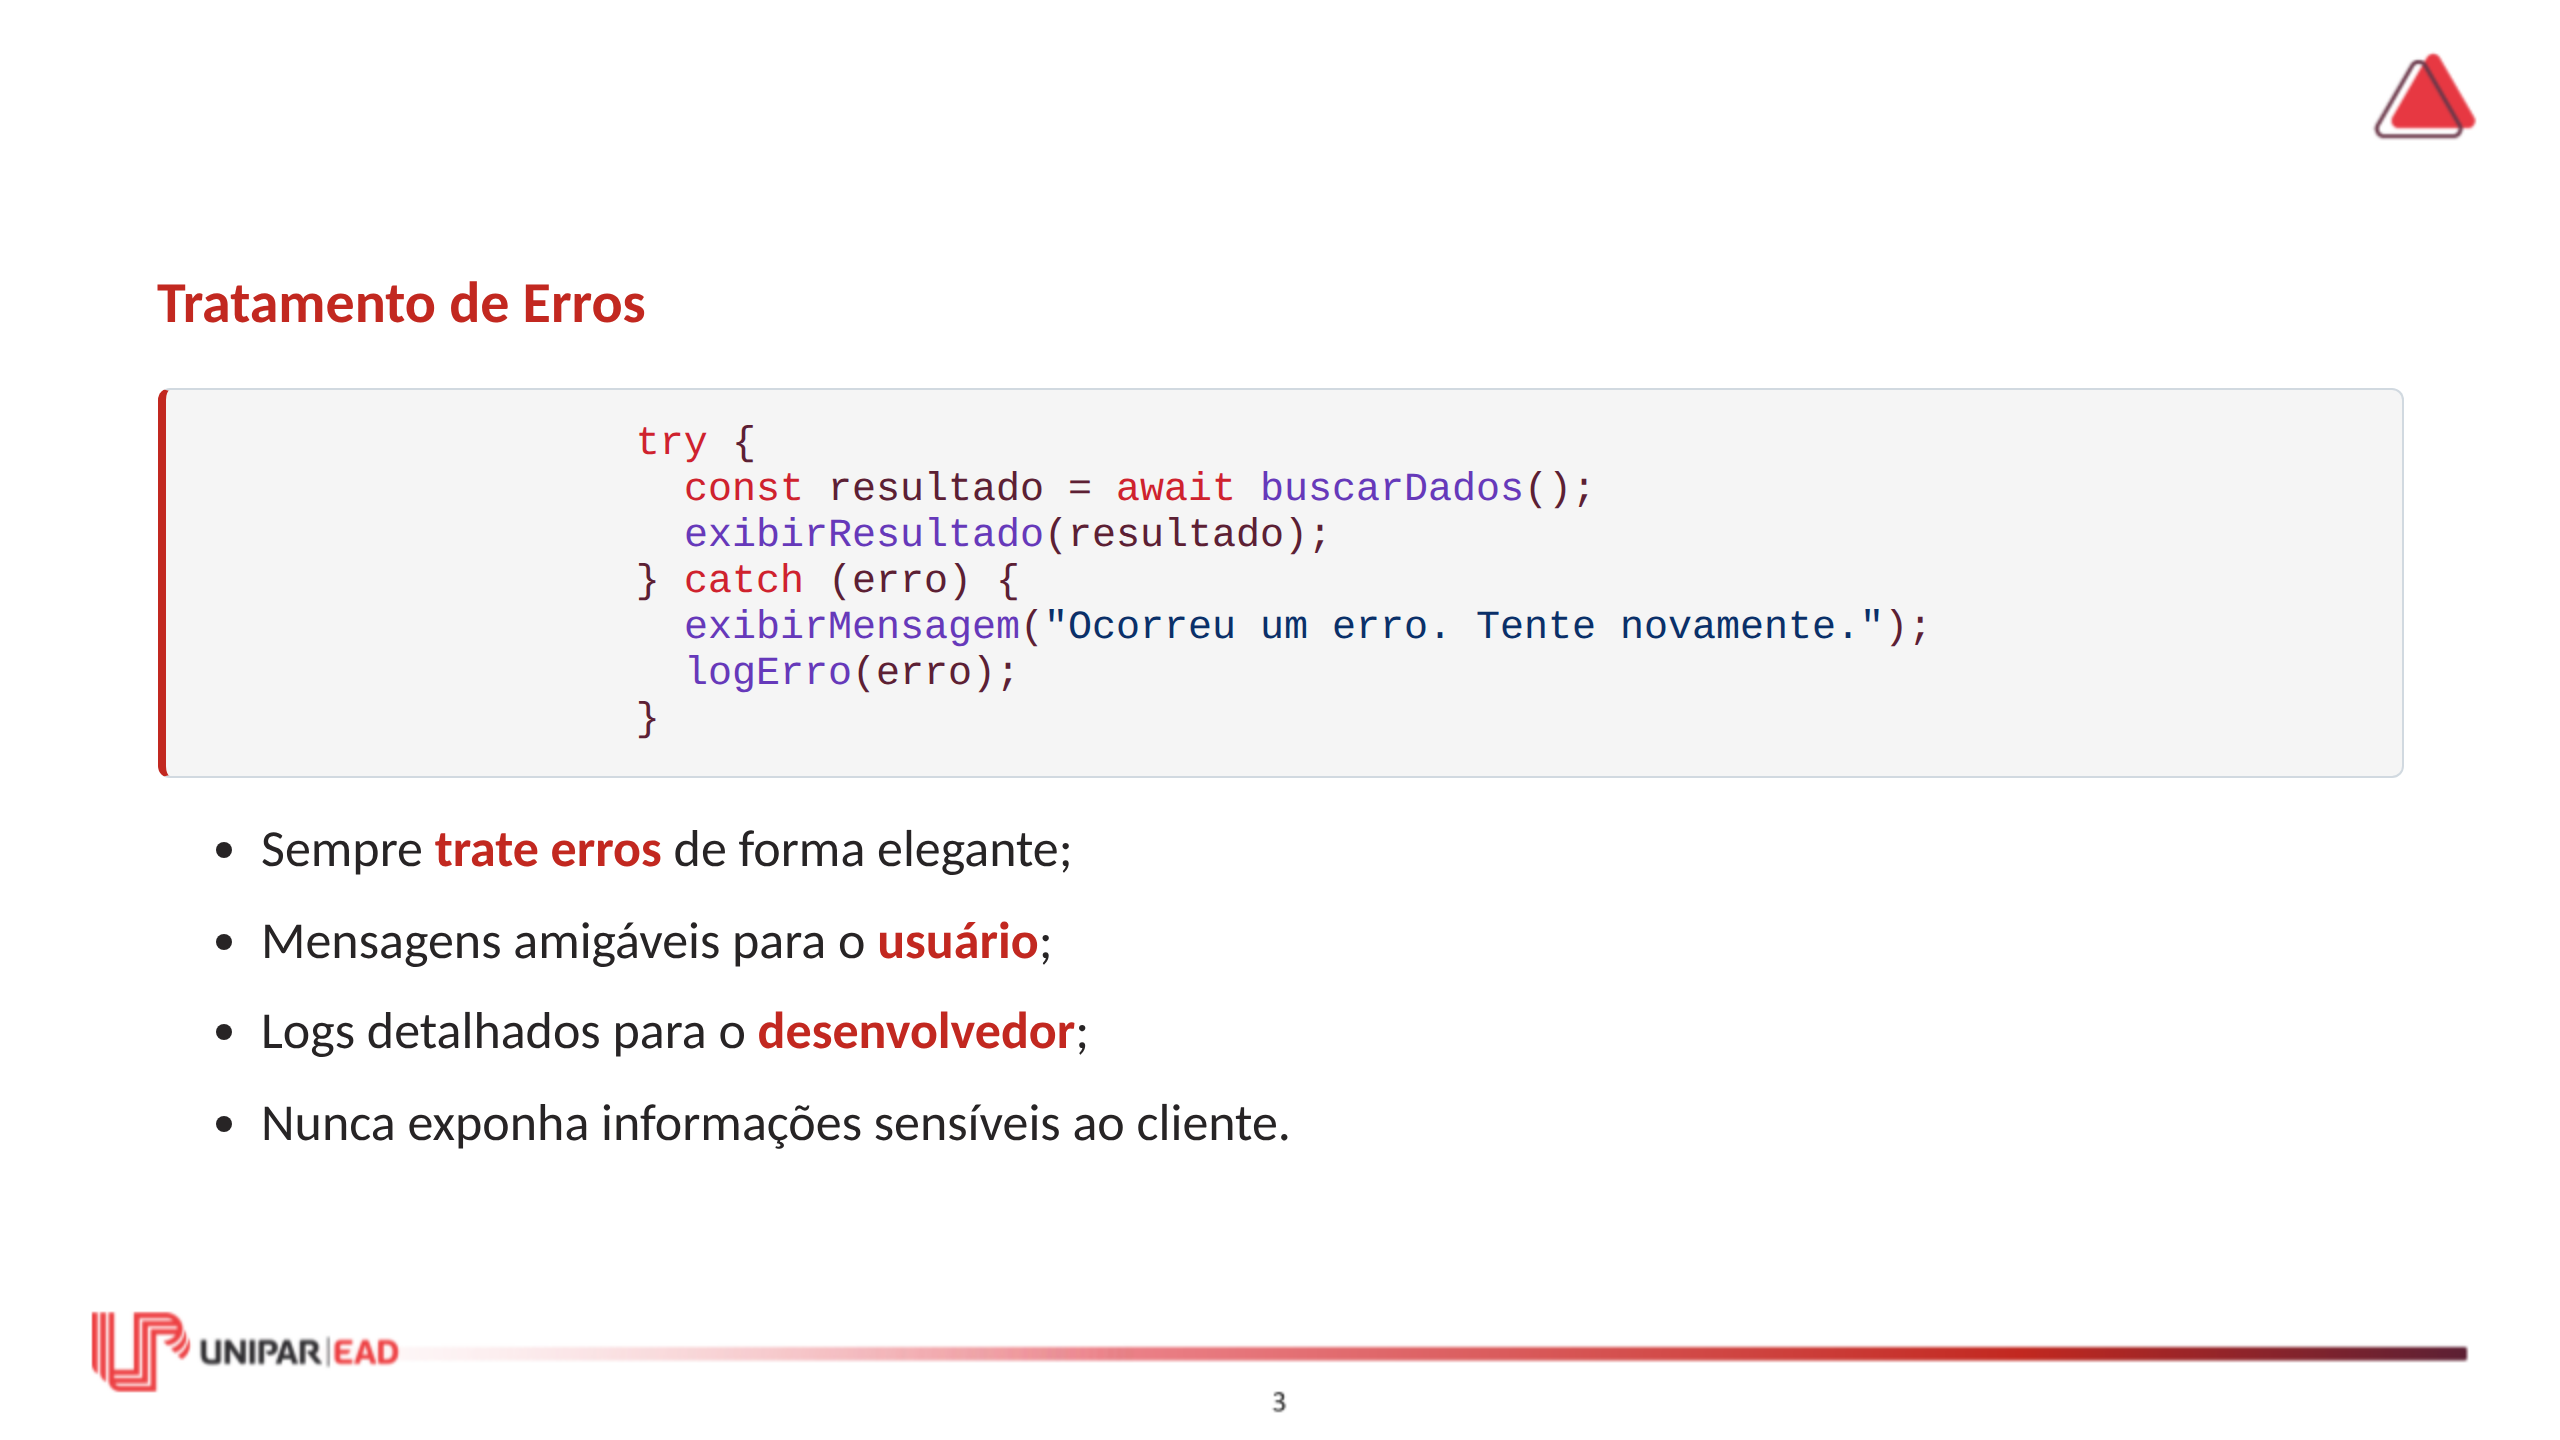 Tratamento de Erros
try {
  const resultado = await buscarDados();
  exibirResultado(resultado);
} catch (erro) {
  exibirMensagem("Ocorreu um erro. Tente novamente.");
  logErro(erro);
}
• Sempre trate erros de forma elegante;
• Mensagens amigáveis para o usuário;
• Logs detalhados para o desenvolvedor;
• Nunca exponha informações sensíveis ao cliente.
UNIPAR|EAD
3